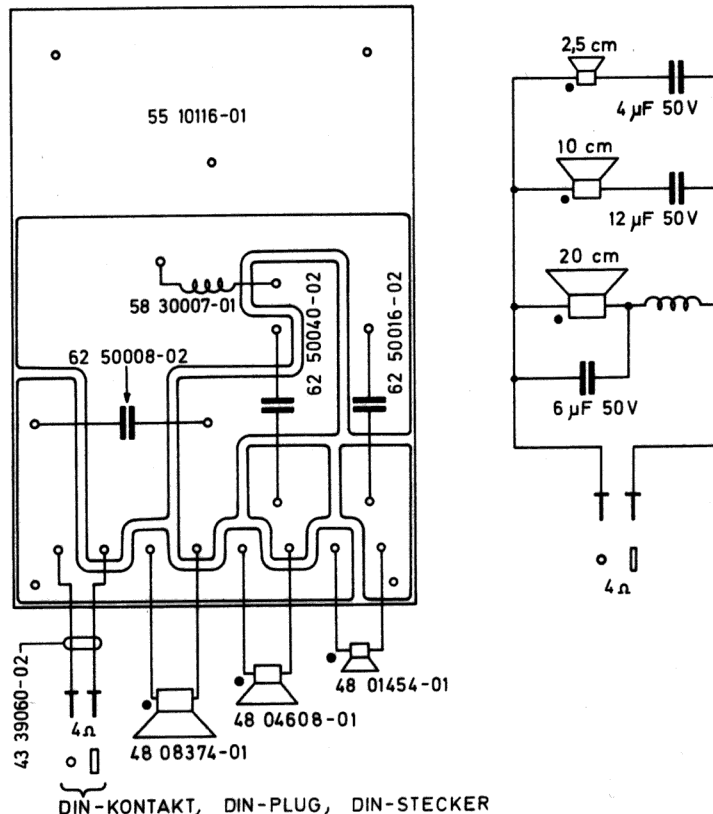 55 10116-01
58 30007-01
62 50008-02
62 50040-02
62 50016-02
43 39060-02
4Ω
48 08374-01
48 04608-01
48 01454-01
DIN-KONTAKT, DIN-PLUG, DIN-STECKER
2,5 cm
4 µF 50V
10 cm
12 µF 50V
20 cm
6 µF 50V
4Ω